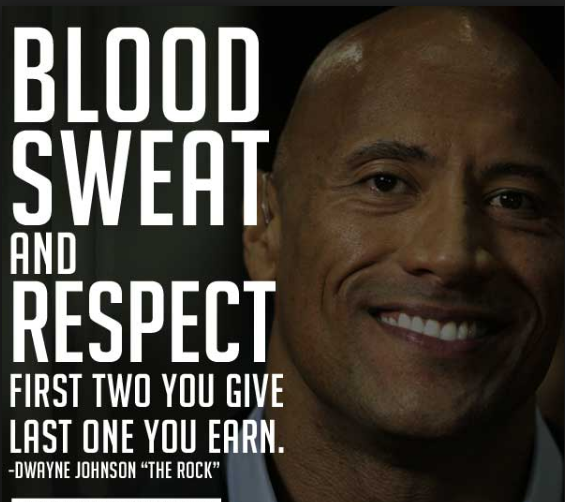 BLOOD
SWEAT
AND
RESPECT
FIRST TWO YOU GIVE
LAST ONE YOU EARN.
-DWAYNE JOHNSON "THE ROCK"